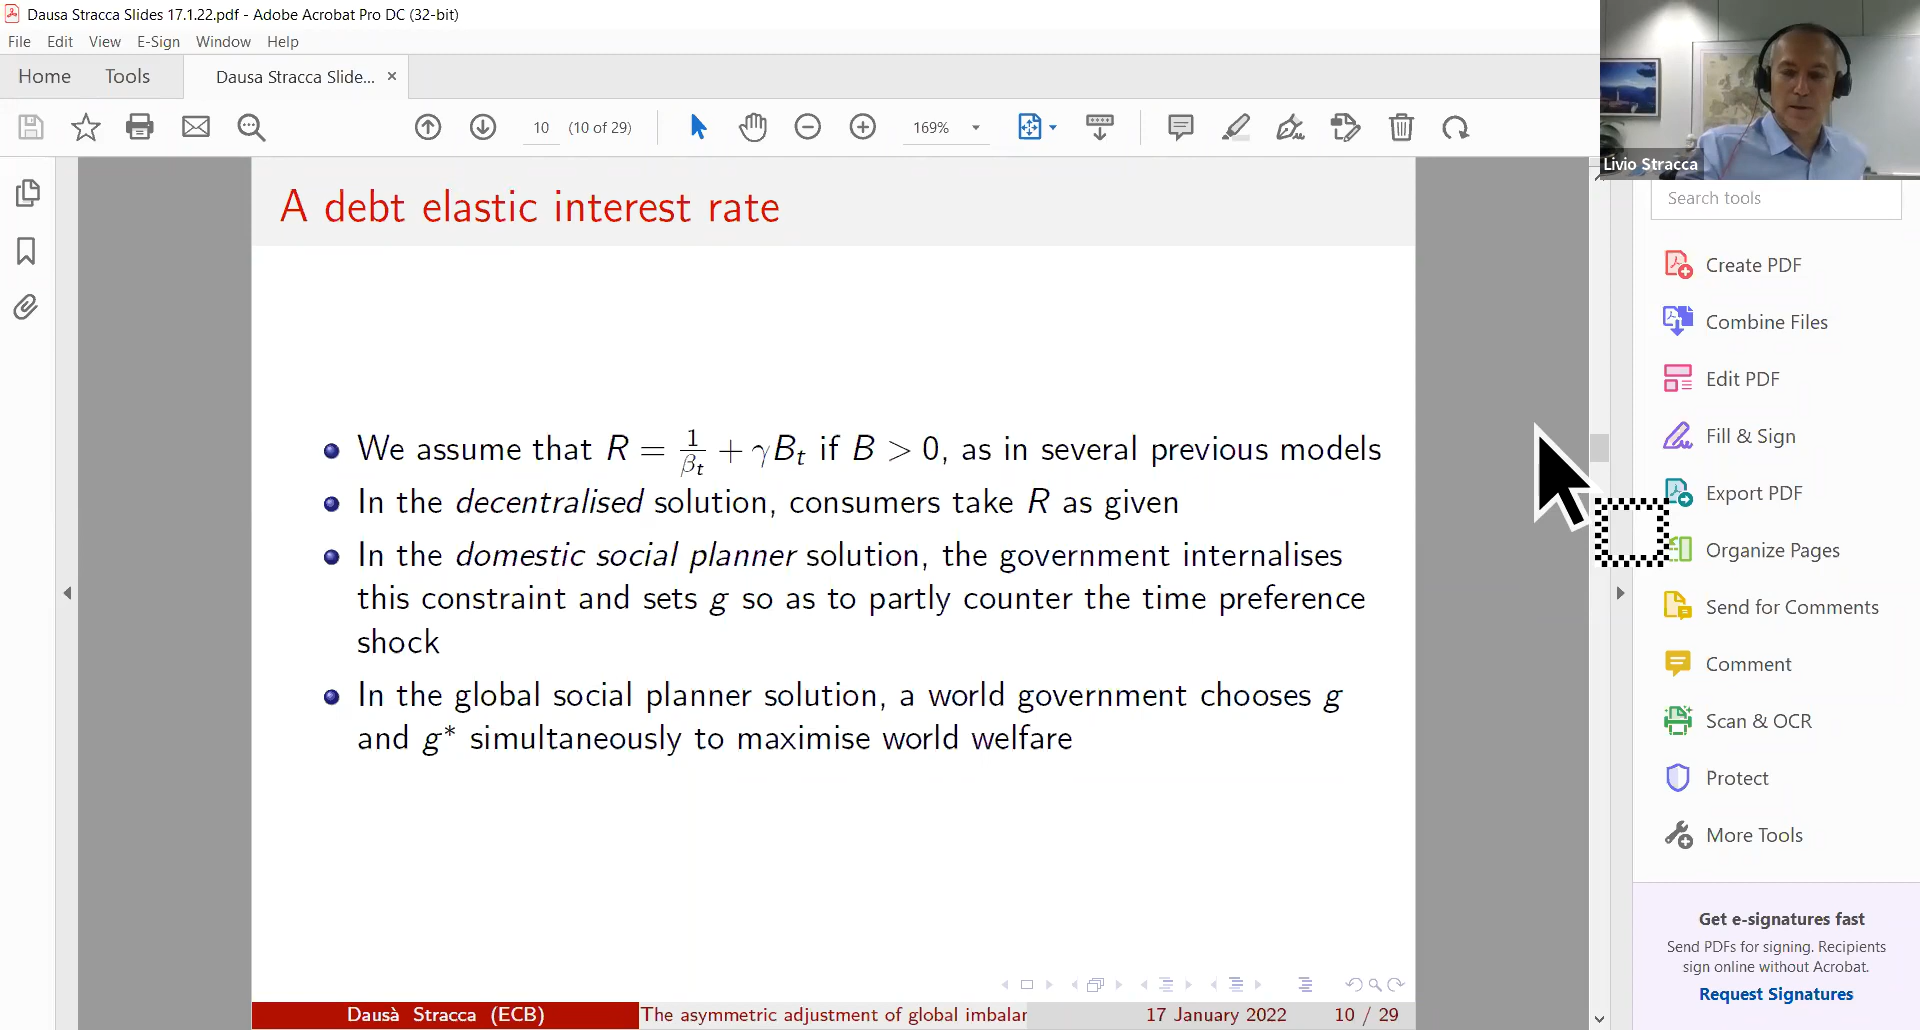 Dausa Stracca Slides 17.1.22.pdf - Adobe Acrobat Pro DC (32-bit)
File Edit View E-Sign Window Help
Home Tools Dausa Stracca Slide... ×
10 (10 of 29) 169%
Livio Stracca
Search tools
A debt elastic interest rate
We assume that R = 1/βt + γBt if B > 0, as in several previous models
In the decentralised solution, consumers take R as given
In the domestic social planner solution, the government internalises
this constraint and sets g so as to partly counter the time preference
shock
In the global social planner solution, a world government chooses g
and g* simultaneously to maximise world welfare
Create PDF
Combine Files
Edit PDF
Fill & Sign
Export PDF
Organize Pages
Send for Comments
Comment
Scan & OCR
Protect
More Tools
Get e-signatures fast
Send PDFs for signing. Recipients
sign online without Acrobat.
Request Signatures
Dausà Stracca (ECB) The asymmetric adjustment of global imbalan 17 January 2022 10 / 29